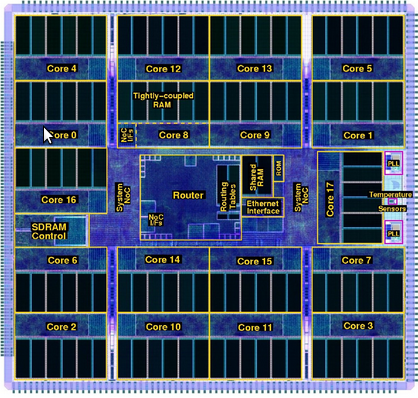 Core 4
Core 12
Core 13
Core 5
Tightly-coupled
RAM
Core 0
NoC
I/Fs
Core 8
Core 9
Core 1
Core 16
System
NoC
Router
NoC
I/Fs
Routing
Tables
Shared
RAM
ROM
Ethernet
Interface
System
NoC
Core 17
PLL
Temperature
Sensors
PLL
SDRAM
Control
Core 6
Core 14
Core 15
Core 7
Core 2
Core 10
Core 11
Core 3